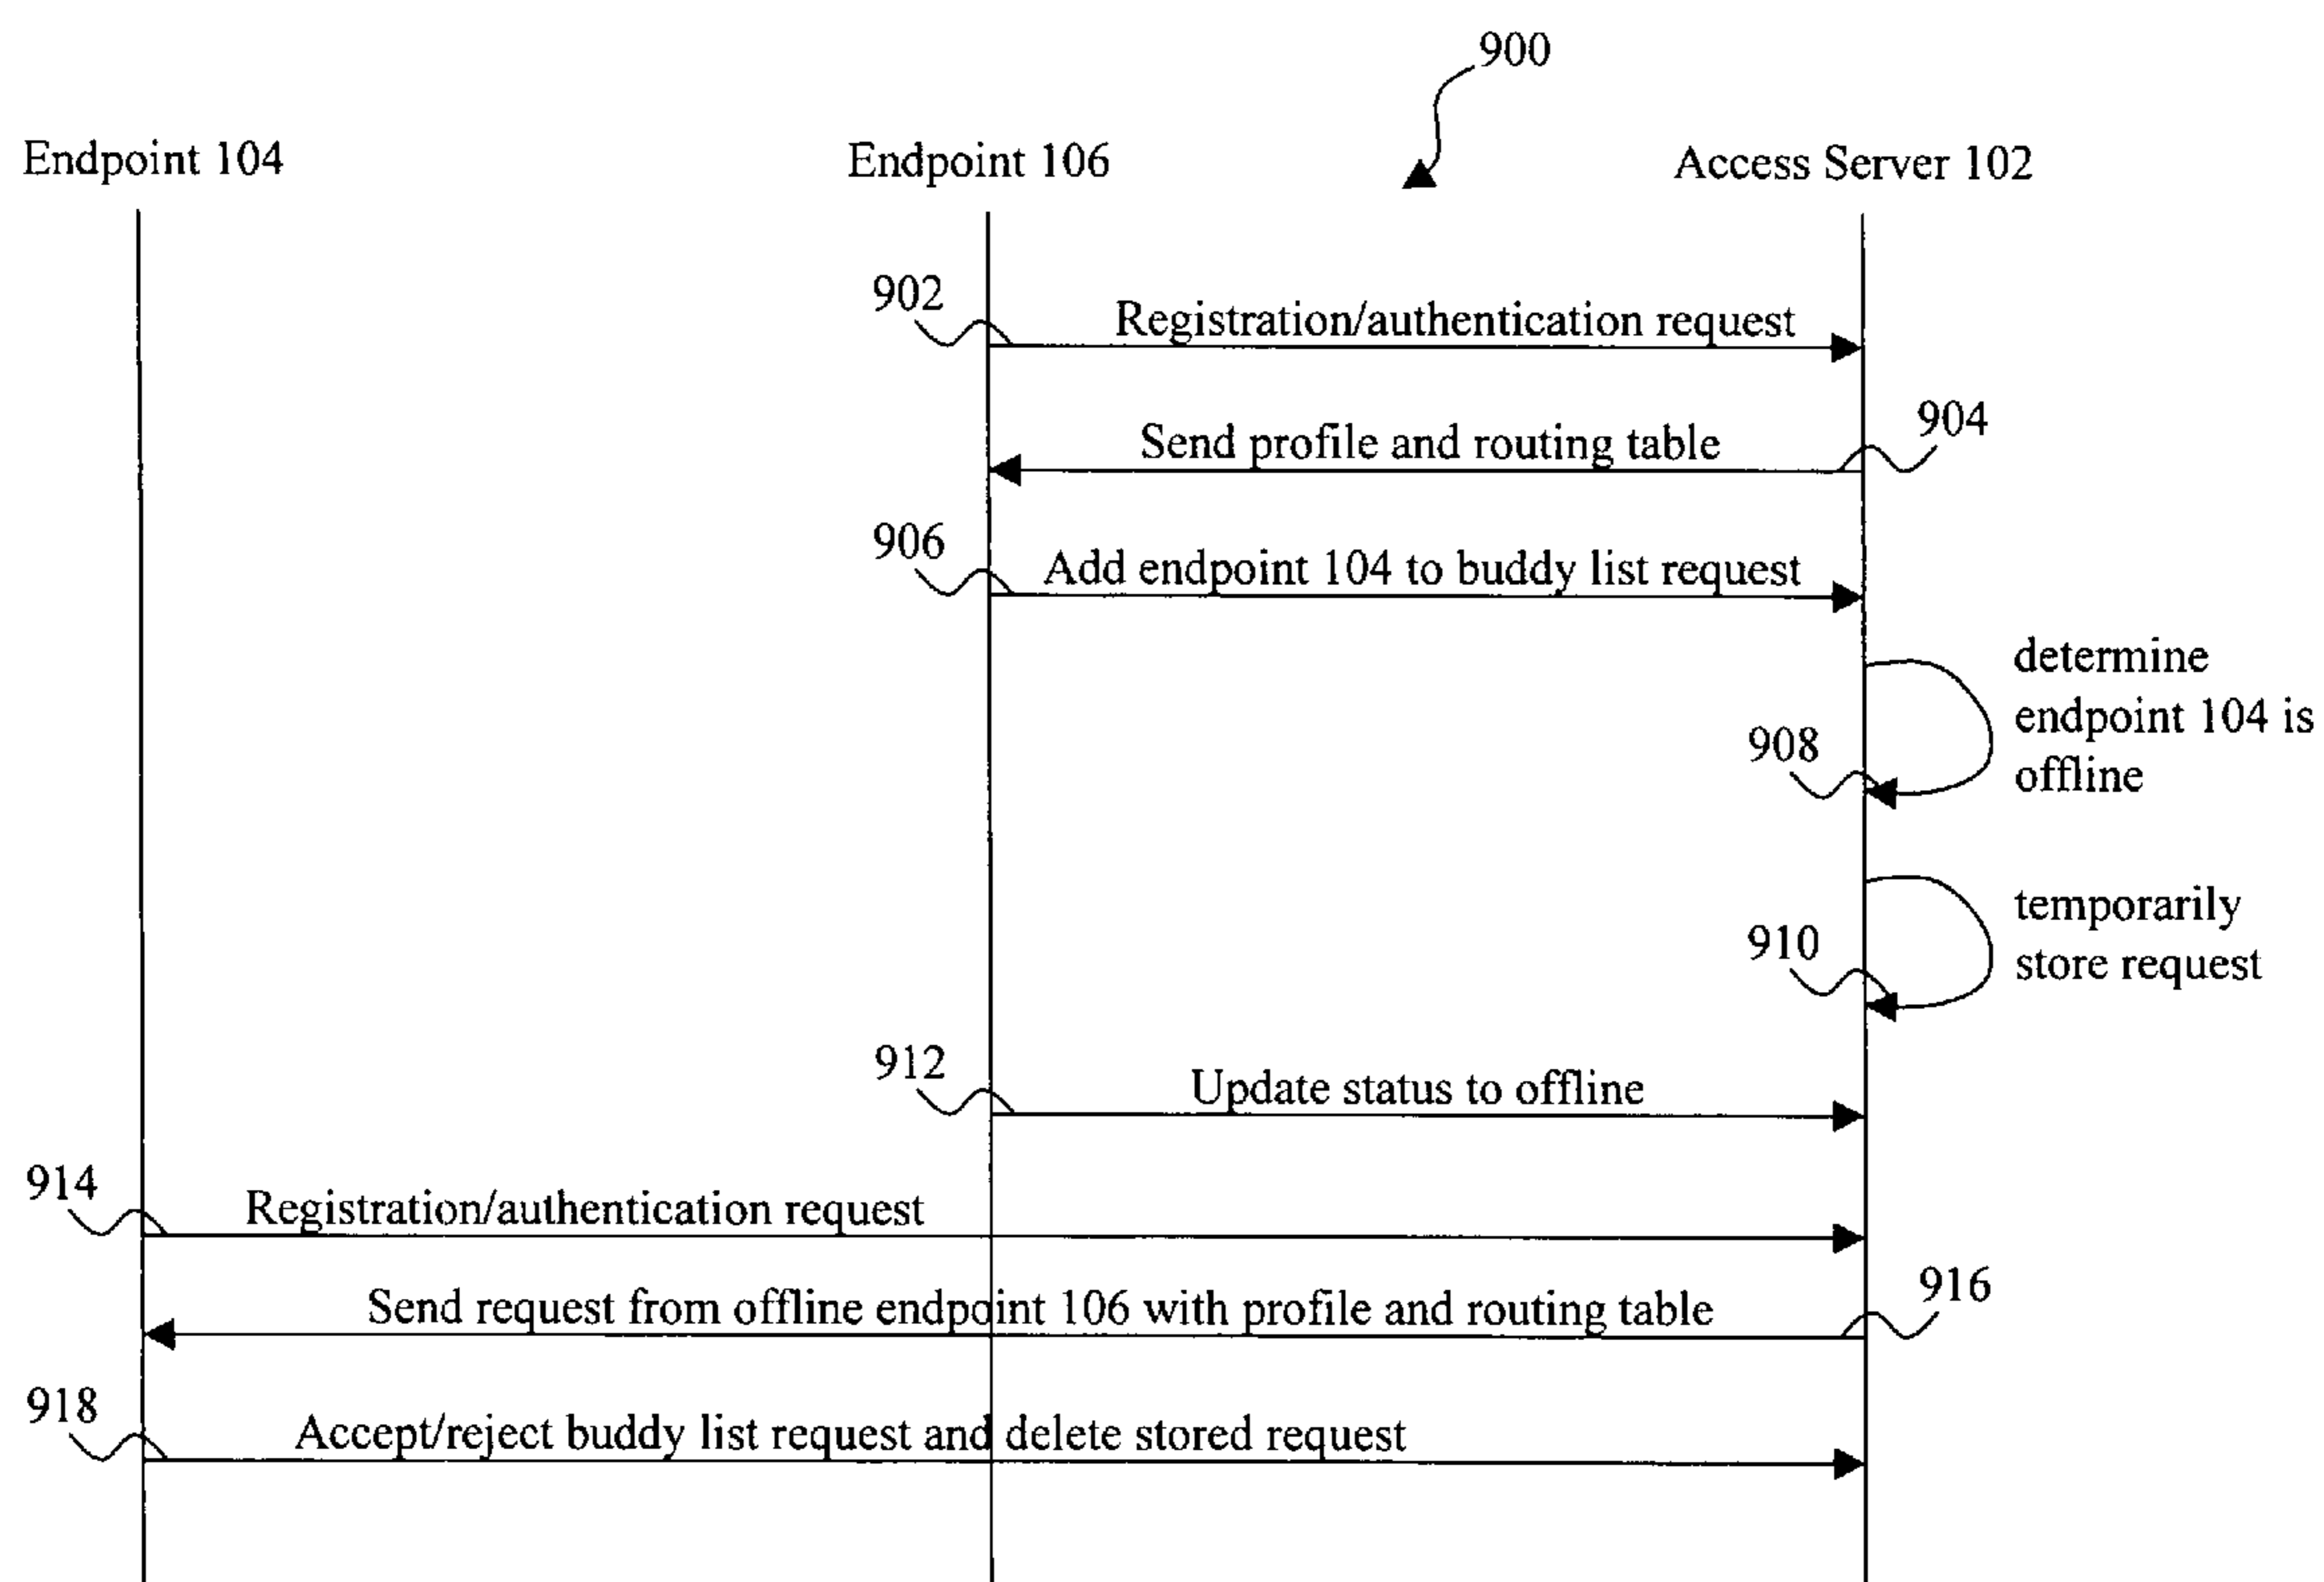 900
Endpoint 104
Endpoint 106
Access Server 102
902
Registration/authentication request
904
Send profile and routing table
906
Add endpoint 104 to buddy list request
determine
endpoint 104 is
offline
908
temporarily
store request
910
912
Update status to offline
914
Registration/authentication request
916
Send request from offline endpoint 106 with profile and routing table
918
Accept/reject buddy list request and delete stored request